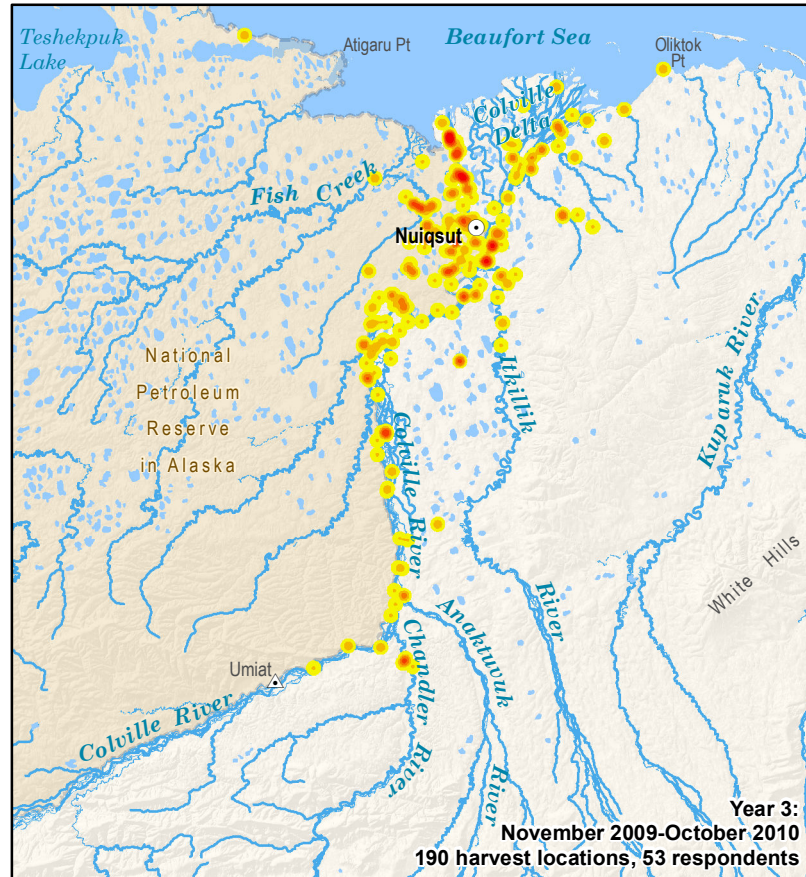 Teshekpuk
Lake
Atigaru Pt
Beaufort Sea
Oliktok
Pt
Colville
Delta
Fish Creek
Nuiqsut
National
Petroleum
Reserve
in Alaska
Itkillik
Kuparuk River
Colville River
White Hills
Anaktuvuk
River
Chandler
Umiat
Colville River
River
River
Year 3:
November 2009-October 2010
190 harvest locations, 53 respondents